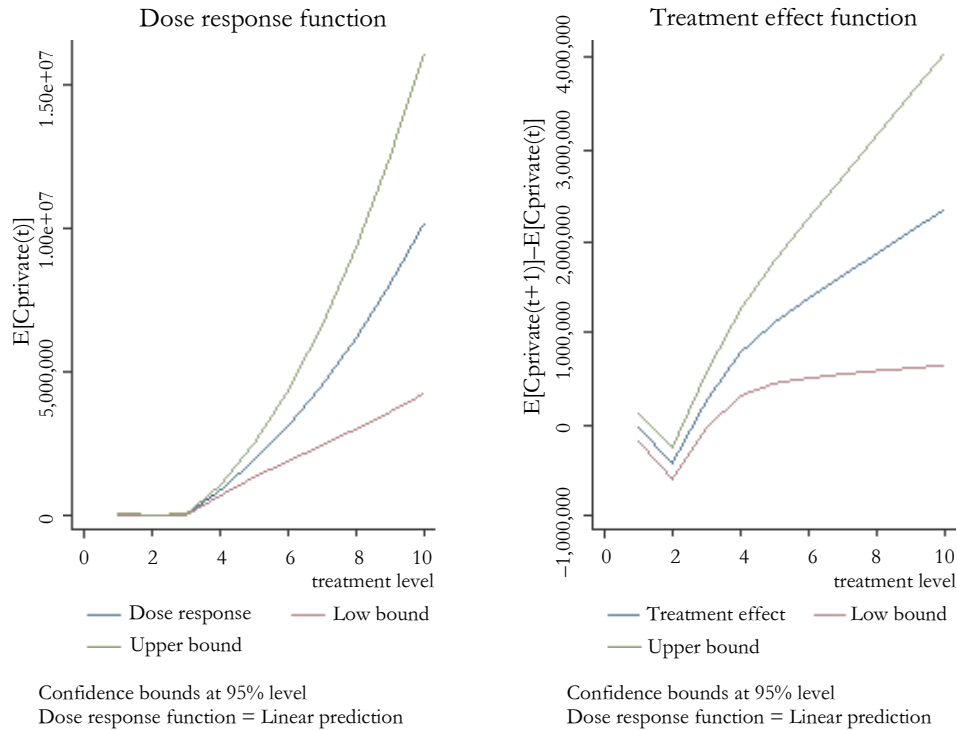 Dose response function
E[Cprivate(t)]
1.50e+07
1.00e+07
5,000,000
0
0 2 4 6 8 10
treatment level
Dose response Low bound
Upper bound
Confidence bounds at 95% level
Dose response function = Linear prediction
Treatment effect function
E[Cprivate(t+1)]–E[Cprivate(t)]
4,000,000
3,000,000
2,000,000
1,000,000
0
−1,000,000
0 2 4 6 8 10
treatment level
Treatment effect Low bound
Upper bound
Confidence bounds at 95% level
Dose response function = Linear prediction